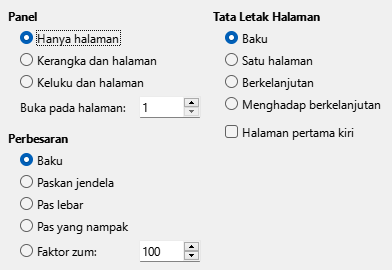 Panel
Hanya halaman
Kerangka dan halaman
Keluku dan halaman
Buka pada halaman: 1
Perbesaran
Baku
Paskan jendela
Pas lebar
Pas yang nampak
Faktor zum: 100
Tata Letak Halaman
Baku
Satu halaman
Berkelanjutan
Menghadap berkelanjutan
Halaman pertama kiri